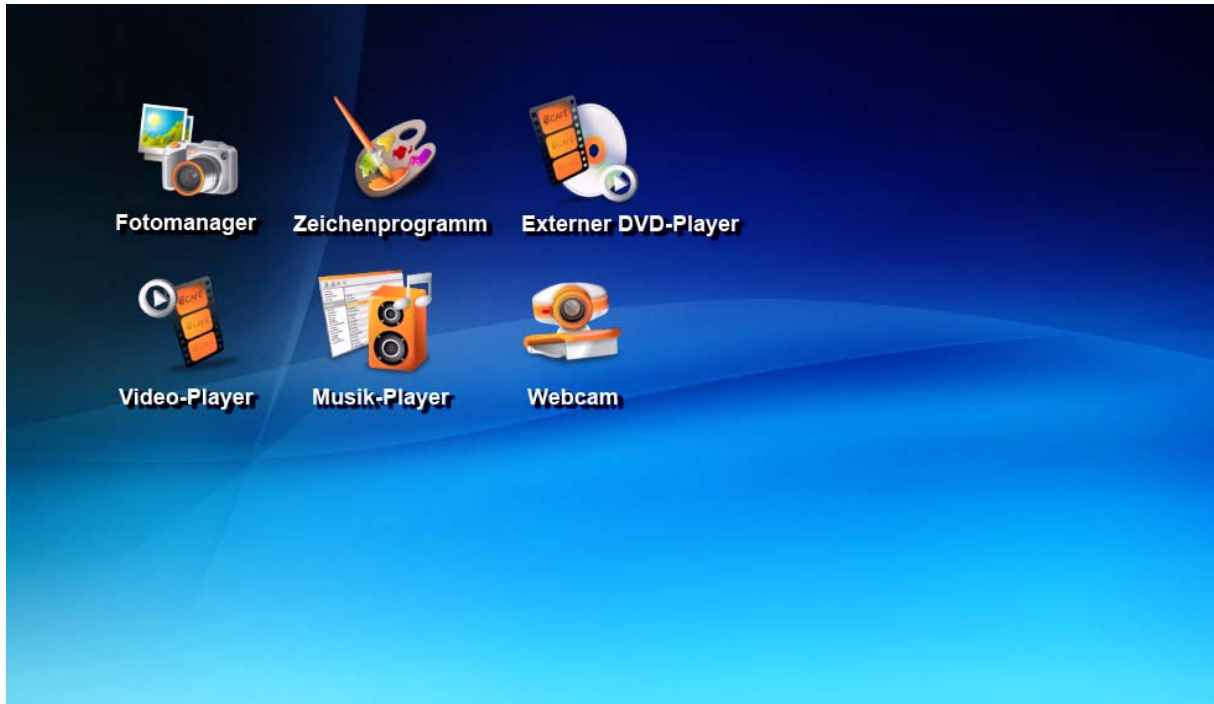 Fotomanager
Zeichenprogramm
Externer DVD-Player
Video-Player
Musik-Player
Webcam